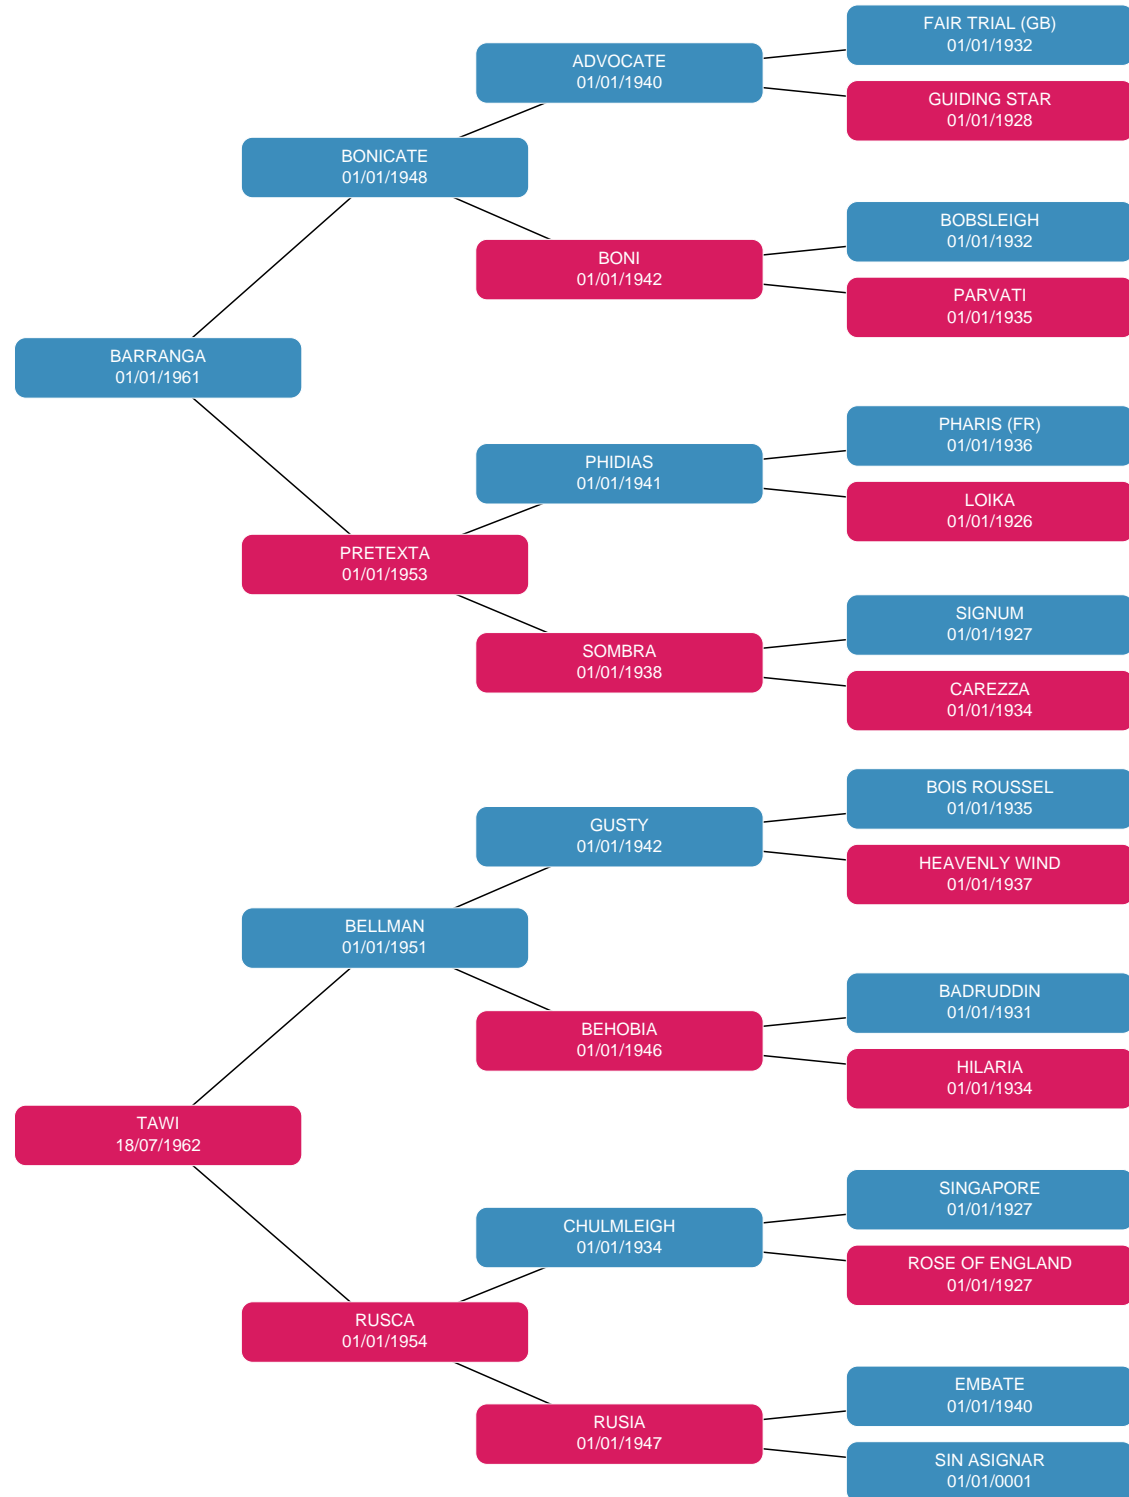 FAIR TRIAL (GB)
01/01/1932
ADVOCATE
01/01/1940
GUIDING STAR
01/01/1928
BONICATE
01/01/1948
BOBSLEIGH
01/01/1932
BONI
01/01/1942
PARVATI
01/01/1935
BARRANGA
01/01/1961
PHARIS (FR)
01/01/1936
PHIDIAS
01/01/1941
LOIKA
01/01/1926
PRETEXTA
01/01/1953
SIGNUM
01/01/1927
SOMBRA
01/01/1938
CAREZZA
01/01/1934
BOIS ROUSSEL
01/01/1935
GUSTY
01/01/1942
HEAVENLY WIND
01/01/1937
BELLMAN
01/01/1951
BADRUDDIN
01/01/1931
BEHOBIA
01/01/1946
HILARIA
01/01/1934
TAWI
18/07/1962
SINGAPORE
01/01/1927
CHULMLEIGH
01/01/1934
ROSE OF ENGLAND
01/01/1927
RUSCA
01/01/1954
EMBATE
01/01/1940
RUSIA
01/01/1947
SIN ASIGNAR
01/01/0001